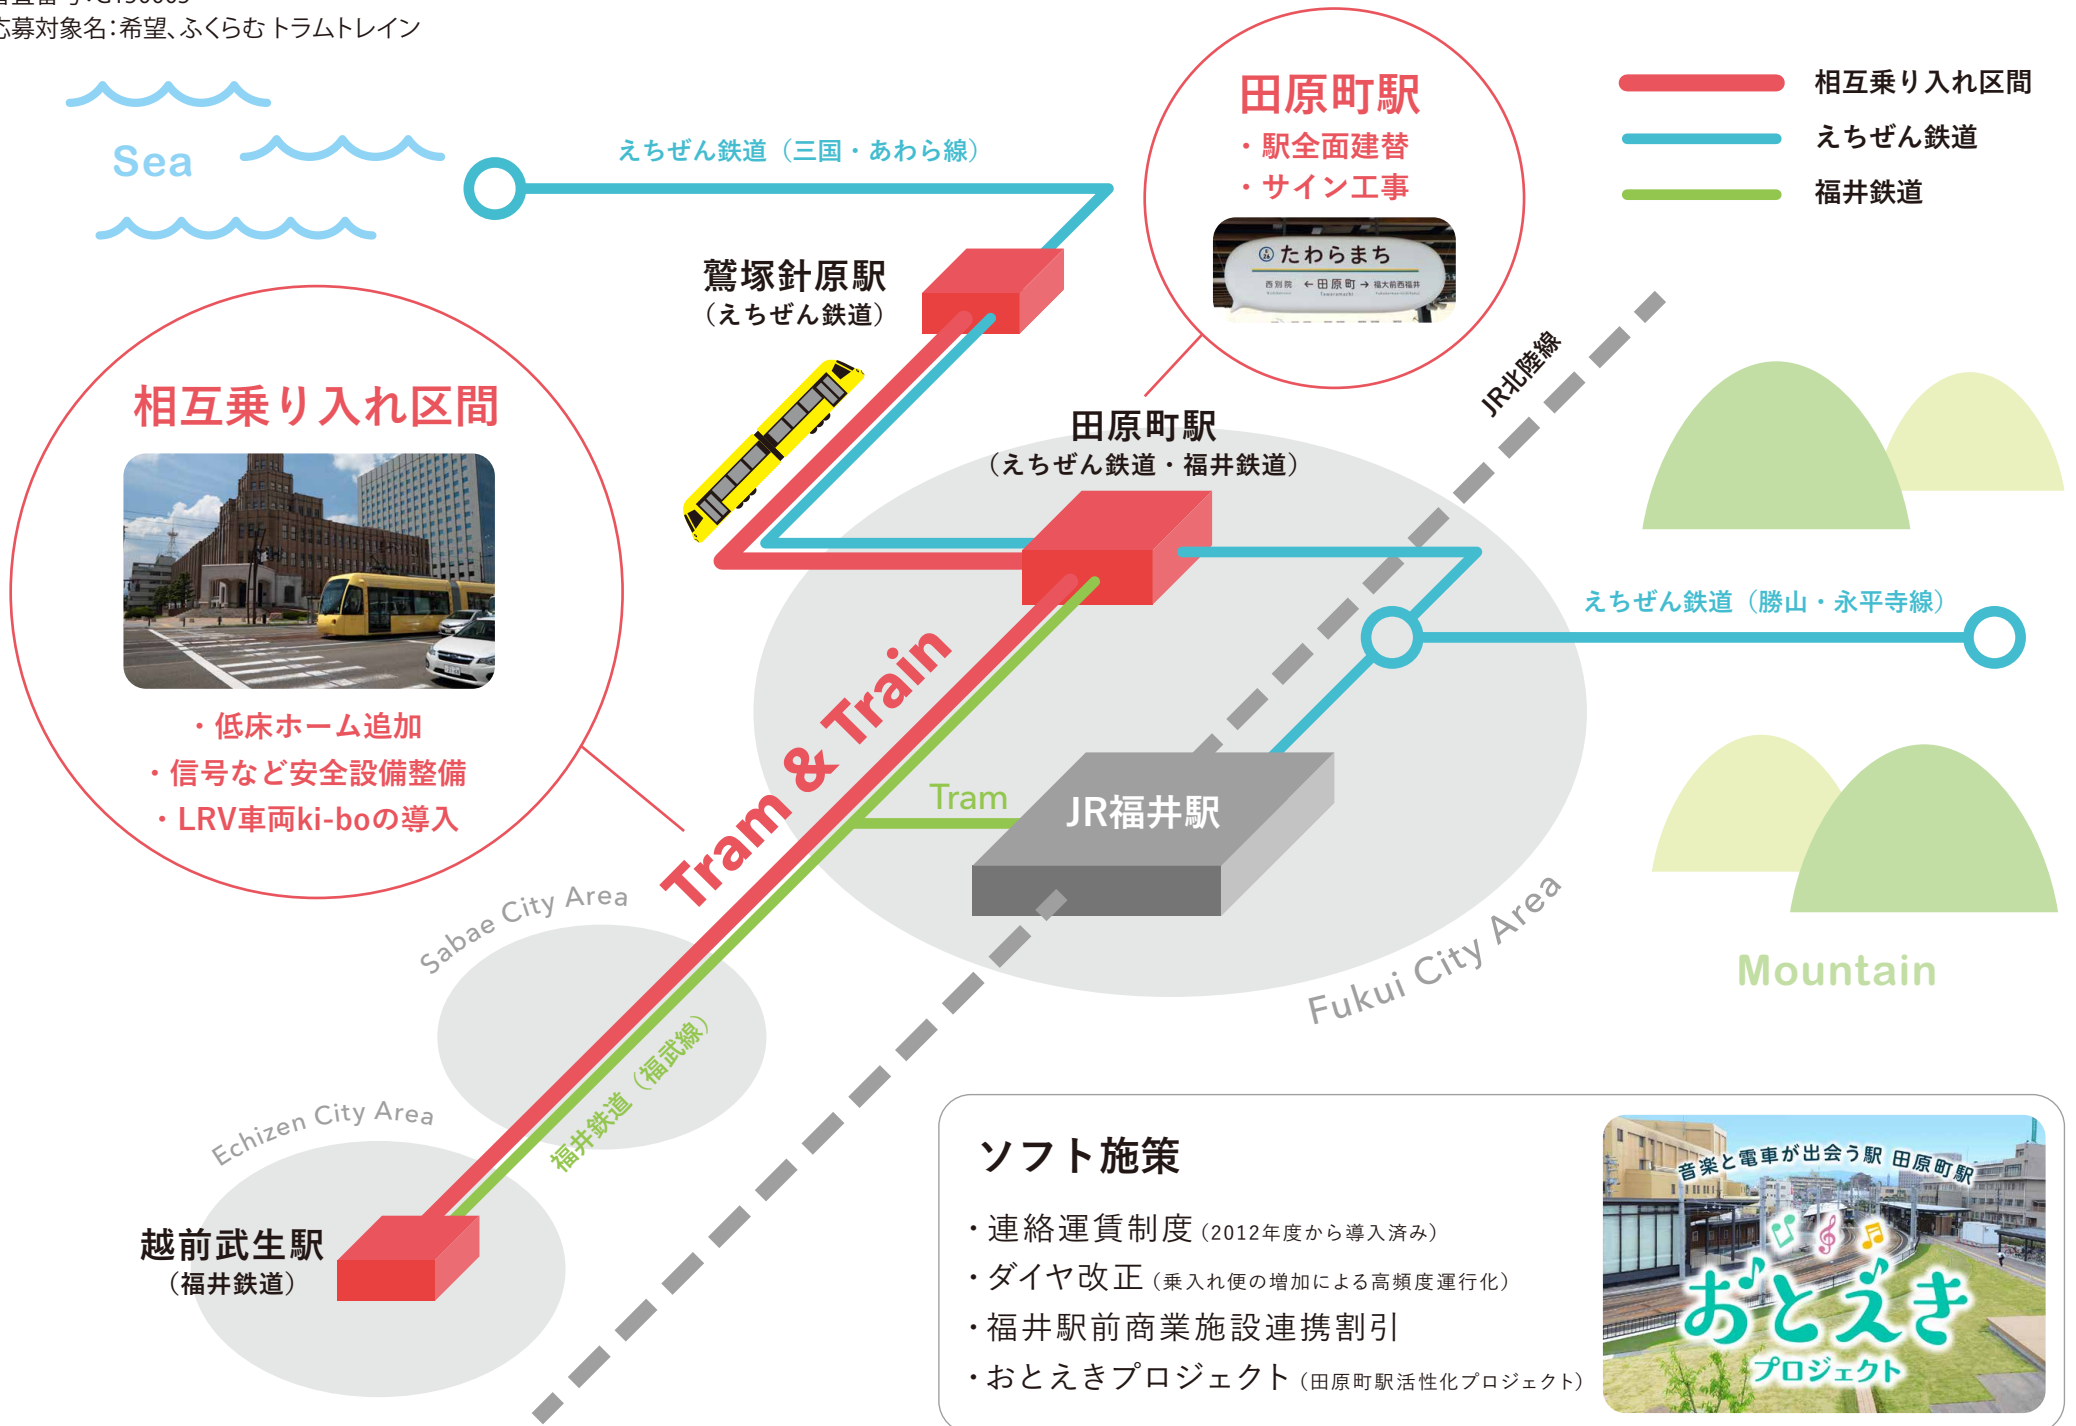 応募対象名:希望、ふくらむ トラムトレイン
Sea
えちぜん鉄道（三国・あわら線）
田原町駅
・駅全面建替
・サイン工事
たわらまち
西別院
←田原町→
福大前西福井
相互乗り入れ区間
えちぜん鉄道
福井鉄道
鷲塚針原駅
（えちぜん鉄道）
JR北陸線
相互乗り入れ区間
・低床ホーム追加
・信号など安全設備整備
・LRV車両ki-boの導入
田原町駅
（えちぜん鉄道・福井鉄道）
えちぜん鉄道（勝山・永平寺線）
Tram & Train
Tram
JR福井駅
Sabae City Area
Fukui City Area
Mountain
福井鉄道（福武線）
Echizen City Area
越前武生駅
（福井鉄道）
ソフト施策
・連絡運賃制度（2012年度から導入済み）
・ダイヤ改正（乗入れ便の増加による高頻度運行化）
・福井駅前商業施設連携割引
・おとえきプロジェクト（田原町駅活性化プロジェクト）
音楽と電車が出会う駅 田原町駅
おとえき
プロジェクト